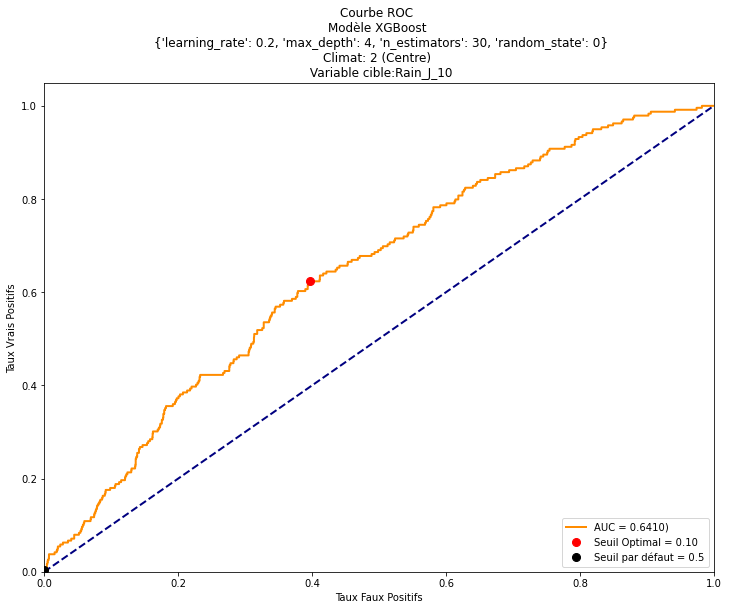 Courbe ROC
Modèle XGBoost
{'learning_rate': 0.2, 'max_depth': 4, 'n_estimators': 30, 'random_state': 0}
Climat: 2 (Centre)
Variable cible:Rain_J_10
1.0
0.8
0.6
0.4
0.2
0.0
Taux Vrais Positifs
0.0 0.2 0.4 0.6 0.8 1.0
Taux Faux Positifs
AUC = 0.6410)
Seuil Optimal = 0.10
Seuil par défaut = 0.5